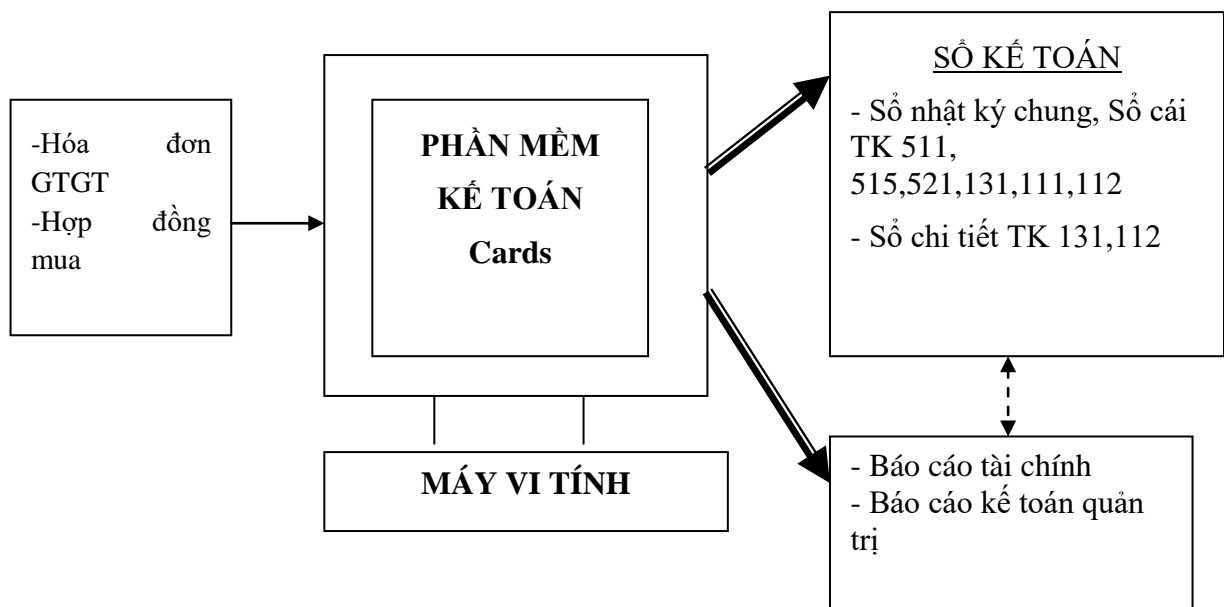 -Hóa đơn
GTGT
-Hợp đồng
mua
PHẦN MỀM
KẾ TOÁN
Cards
MÁY VI TÍNH
SỔ KẾ TOÁN
- Sổ nhật ký chung, Sổ cái
TK 511,
515,521,131,111,112
- Sổ chi tiết TK 131,112
- Báo cáo tài chính
- Báo cáo kế toán quản
trị